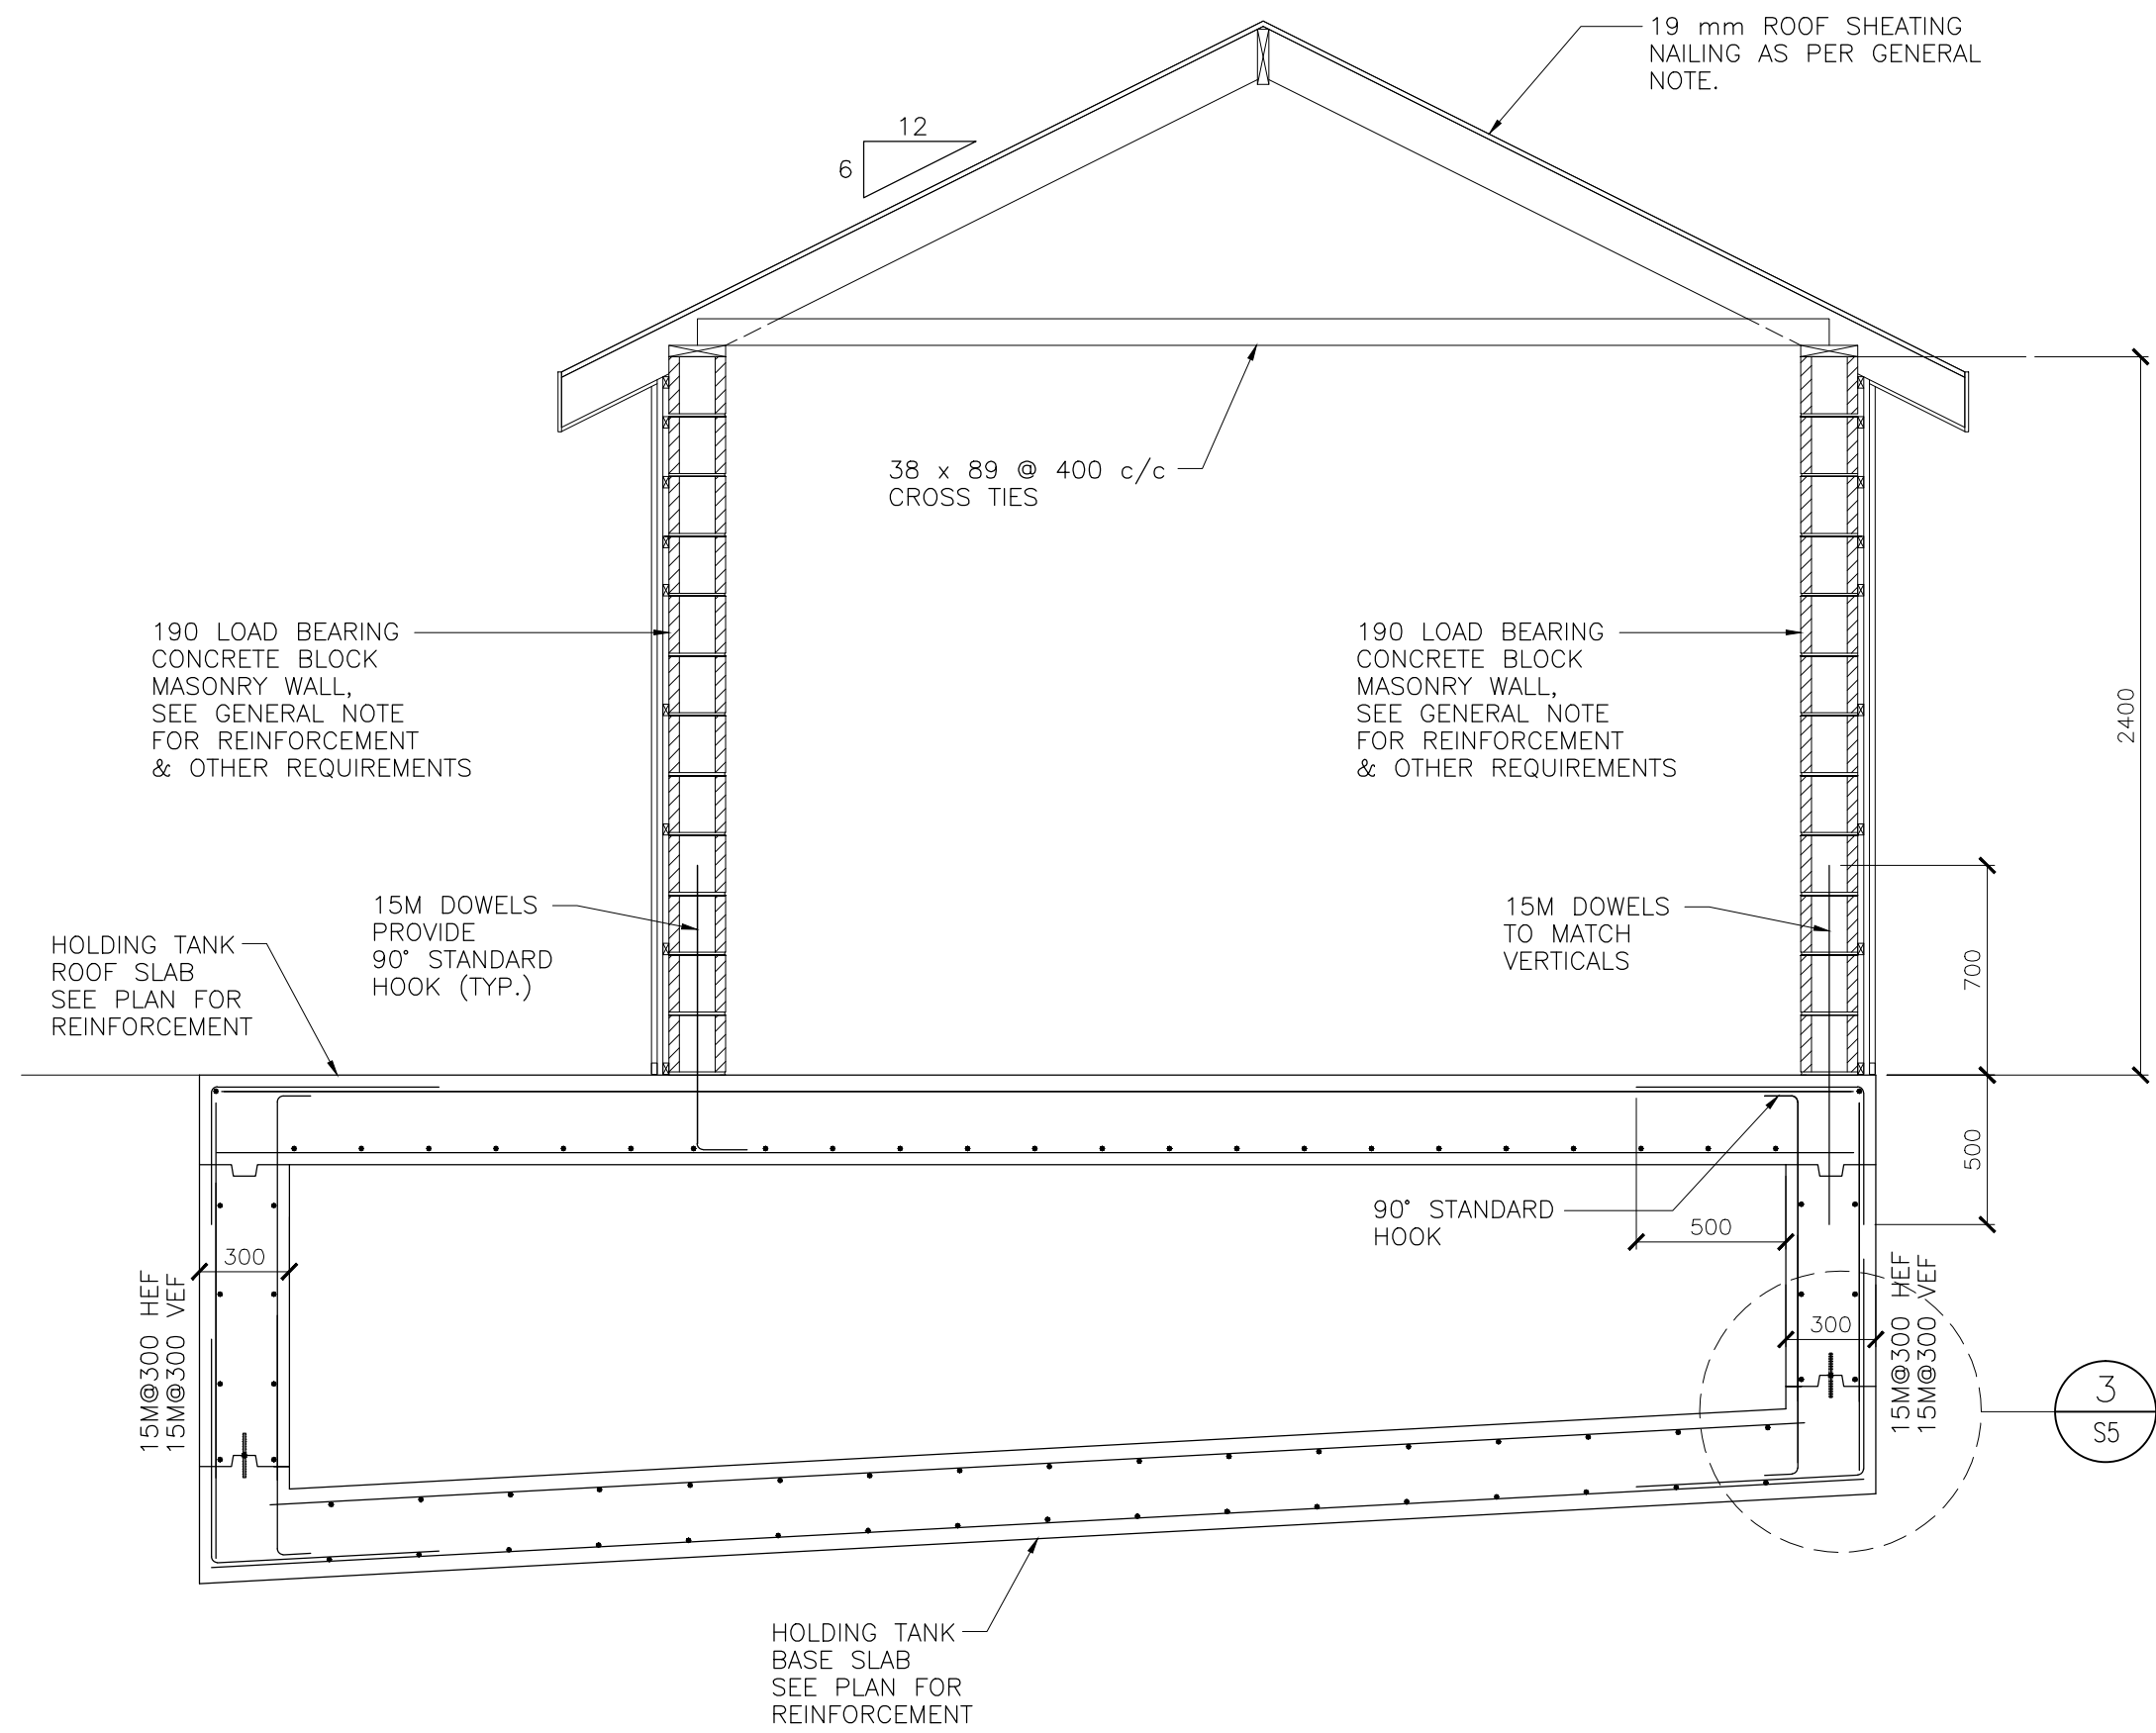 19 mm ROOF SHEATING
NAILING AS PER GENERAL
NOTE.
12
6
38 x 89 @ 400 c/c
CROSS TIES
190 LOAD BEARING
CONCRETE BLOCK
MASONRY WALL,
SEE GENERAL NOTE
FOR REINFORCEMENT
& OTHER REQUIREMENTS
190 LOAD BEARING
CONCRETE BLOCK
MASONRY WALL,
SEE GENERAL NOTE
FOR REINFORCEMENT
& OTHER REQUIREMENTS
2400
15M DOWELS
PROVIDE
90° STANDARD
HOOK (TYP.)
15M DOWELS
TO MATCH
VERTICALS
700
HOLDING TANK
ROOF SLAB
SEE PLAN FOR
REINFORCEMENT
500
90° STANDARD
HOOK
500
300
15M@300 HEF
15M@300 VEF
300
15M@300 HEF
15M@300 VEF
3
S5
HOLDING TANK
BASE SLAB
SEE PLAN FOR
REINFORCEMENT